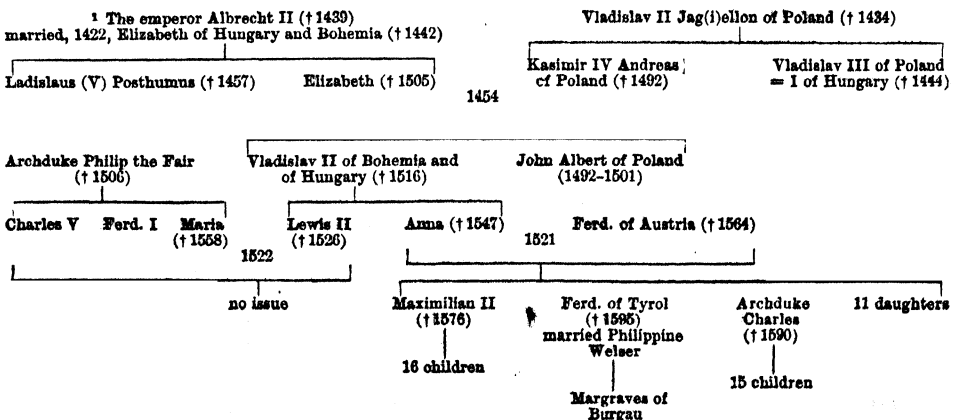 ¹ The emperor Albrecht II († 1439)
married, 1422, Elizabeth of Hungary and Bohemia († 1442)
Vladislav II Jag(i)ellon of Poland († 1434)
Ladislaus (V) Posthumus († 1457)
Elizabeth († 1505)
1454
Kasimir IV Andreas
of Poland († 1492)
Vladislav III of Poland
= I of Hungary († 1444)
Archduke Philip the Fair
(† 1506)
Vladislav II of Bohemia and
of Hungary († 1516)
John Albert of Poland
(1492-1501)
Charles V
Ferd. I
Maria
(† 1558)
1522
Lewis II
(† 1526)
Anna († 1547)
1521
Ferd. of Austria († 1564)
no issue
Maximilian II
(† 1576)
16 children
Ferd. of Tyrol
(† 1595)
married Philippine
Welser
Margraves of
Burgau
Archduke
Charles
(† 1590)
15 children
11 daughters